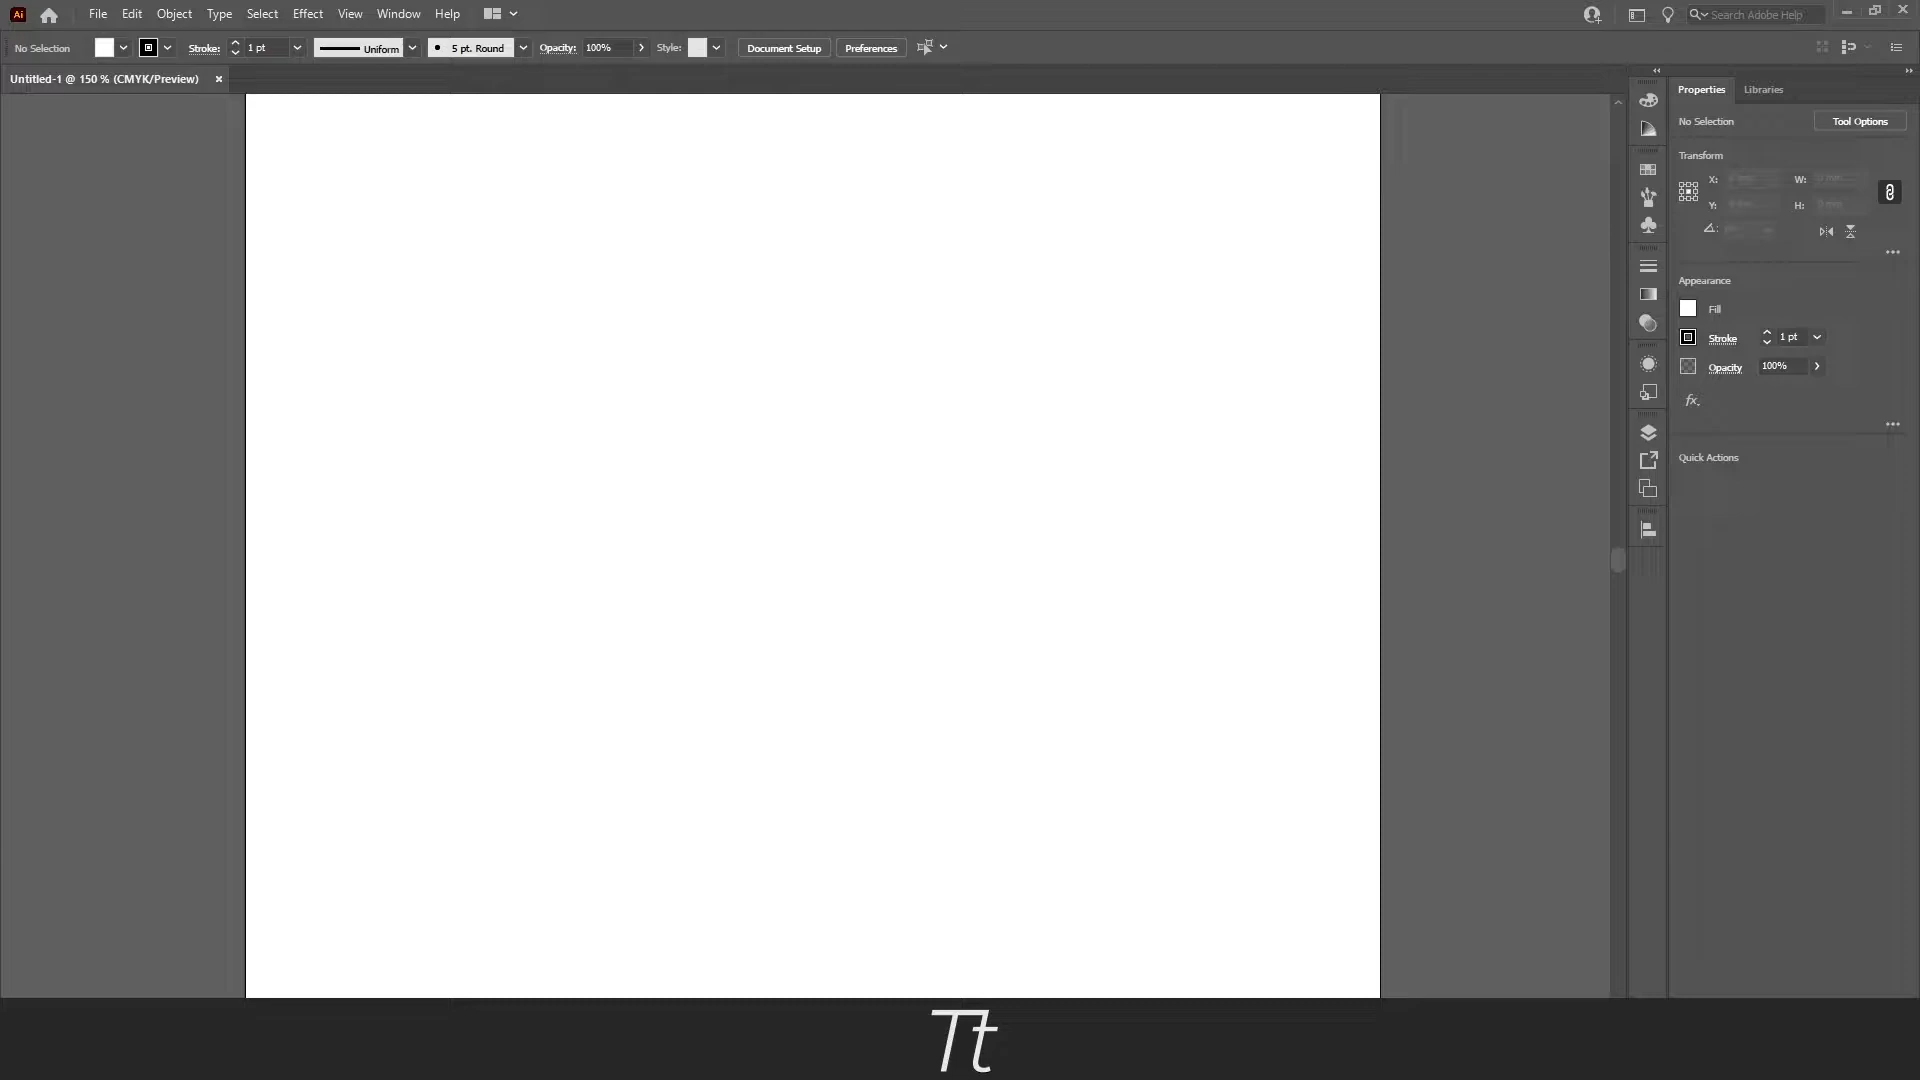 Ai File Edit Object Type Select Effect View Window Help Search Adobe Help
No Selection Stroke: 1 pt Uniform 5 pt. Round Opacity: 100% Style: Document Setup Preferences
Untitled-1 @ 150 % (CMYK/Preview)
Properties Libraries
No Selection Tool Options
Transform
X: W:
Y: H:
Appearance
Fill
Stroke 1 pt
Opacity 100%
fx.
Quick Actions
Tt